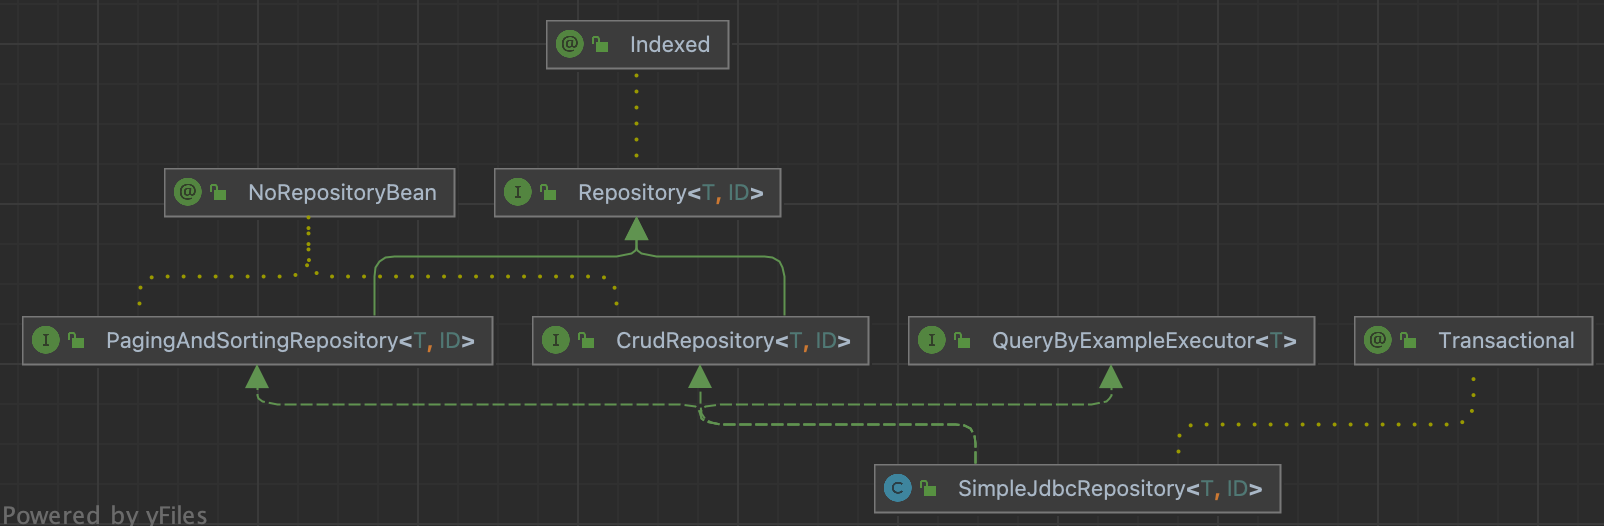 @ Indexed
@ NoRepositoryBean
I Repository<T, ID>
I PagingAndSortingRepository<T, ID>
I CrudRepository<T, ID>
I QueryByExampleExecutor<T>
@ Transactional
C SimpleJdbcRepository<T, ID>
Powered by yFiles